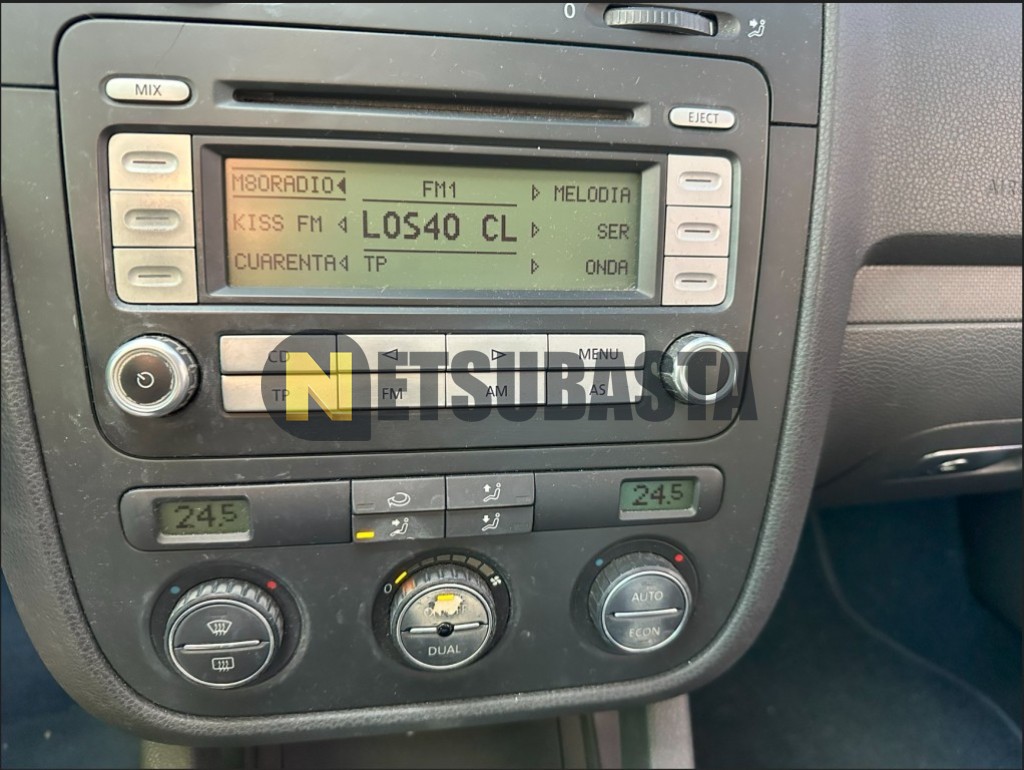 0
MIX
EJECT
M80RADIO FM1 MELODIA
KISS FM LOS40 CL SER
CUARENTA TP ONDA
CD MENU
TP FM AM AS
NETSUBASTA
24.5 24.5
0
AUTO
ECON
DUAL